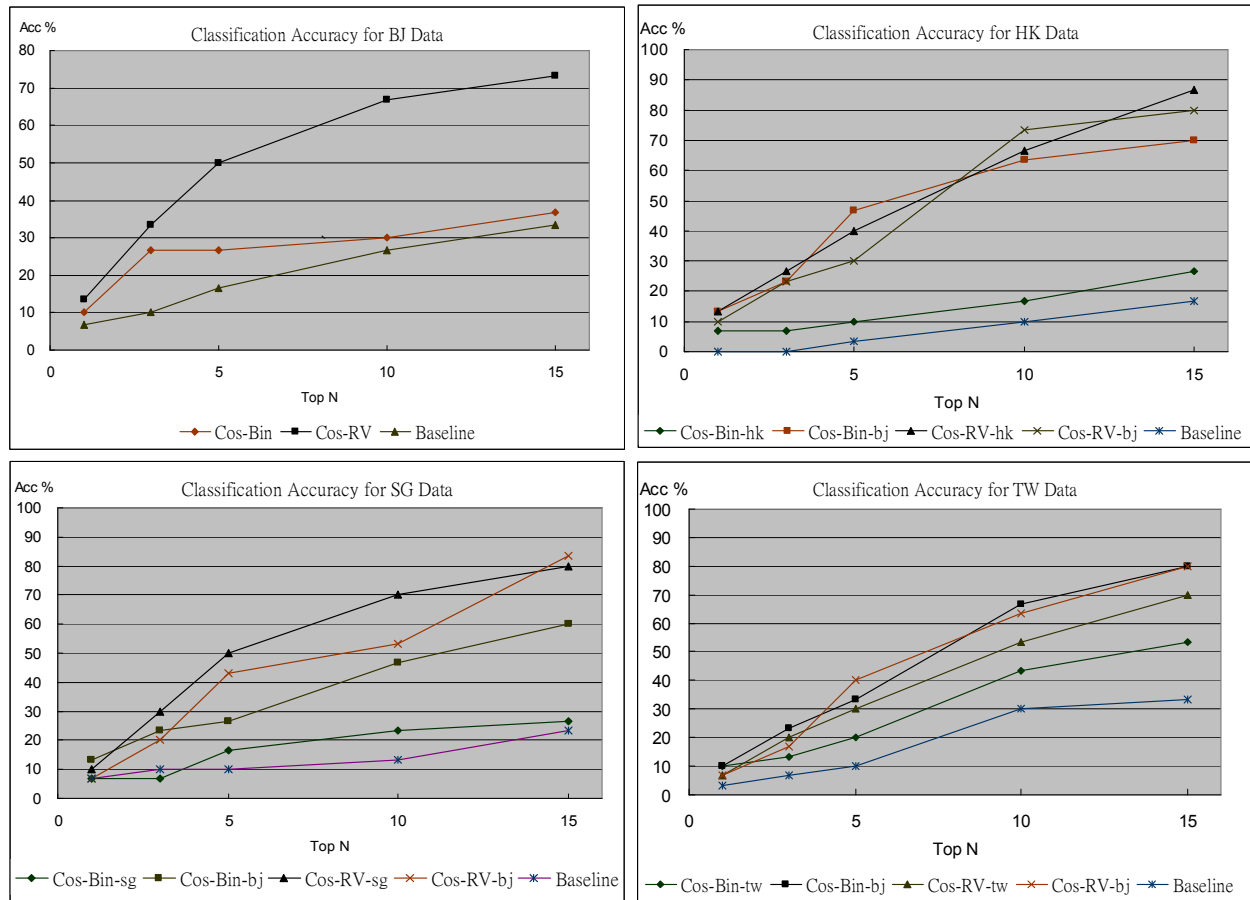 Acc %
Classification Accuracy for BJ Data
80
70
60
50
40
30
20
10
0
0 5 10 15
Top N
Cos-Bin Cos-RV Baseline
Acc %
Classification Accuracy for HK Data
100
90
80
70
60
50
40
30
20
10
0
0 5 10 15
Top N
Cos-Bin-hk Cos-Bin-bj Cos-RV-hk Cos-RV-bj Baseline
Acc %
Classification Accuracy for SG Data
100
90
80
70
60
50
40
30
20
10
0
0 5 10 15
Top N
Cos-Bin-sg Cos-Bin-bj Cos-RV-sg Cos-RV-bj Baseline
Acc %
Classification Accuracy for TW Data
100
90
80
70
60
50
40
30
20
10
0
0 5 10 15
Top N
Cos-Bin-tw Cos-Bin-bj Cos-RV-tw Cos-RV-bj Baseline